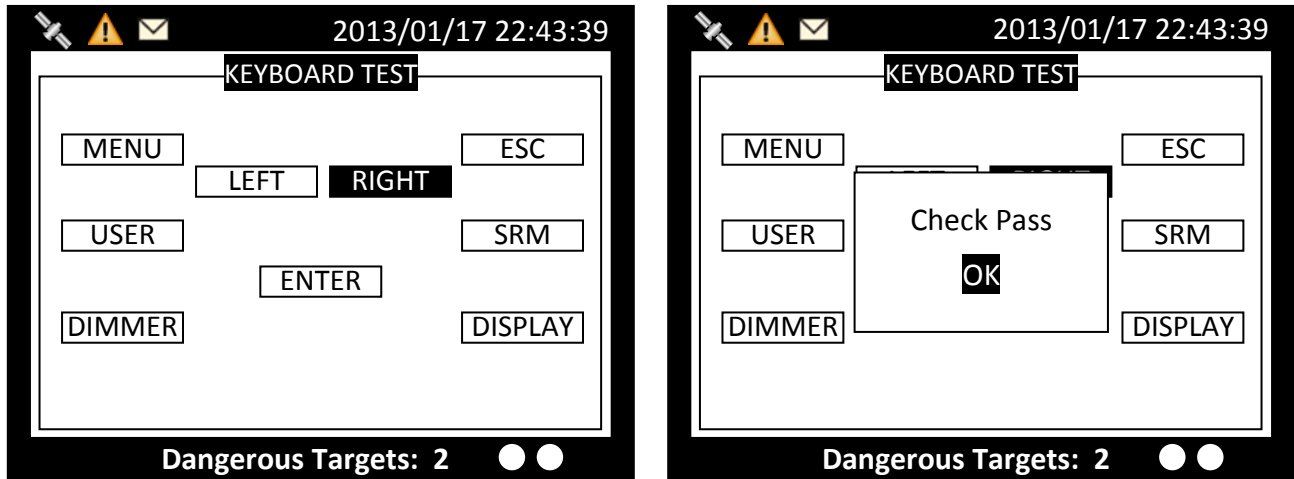 2013/01/17 22:43:39
KEYBOARD TEST
MENU
ESC
LEFT RIGHT
USER
SRM
ENTER
DIMMER
DISPLAY
Dangerous Targets: 2
2013/01/17 22:43:39
KEYBOARD TEST
MENU
ESC
Check Pass
USER
SRM
OK
DIMMER
DISPLAY
Dangerous Targets: 2